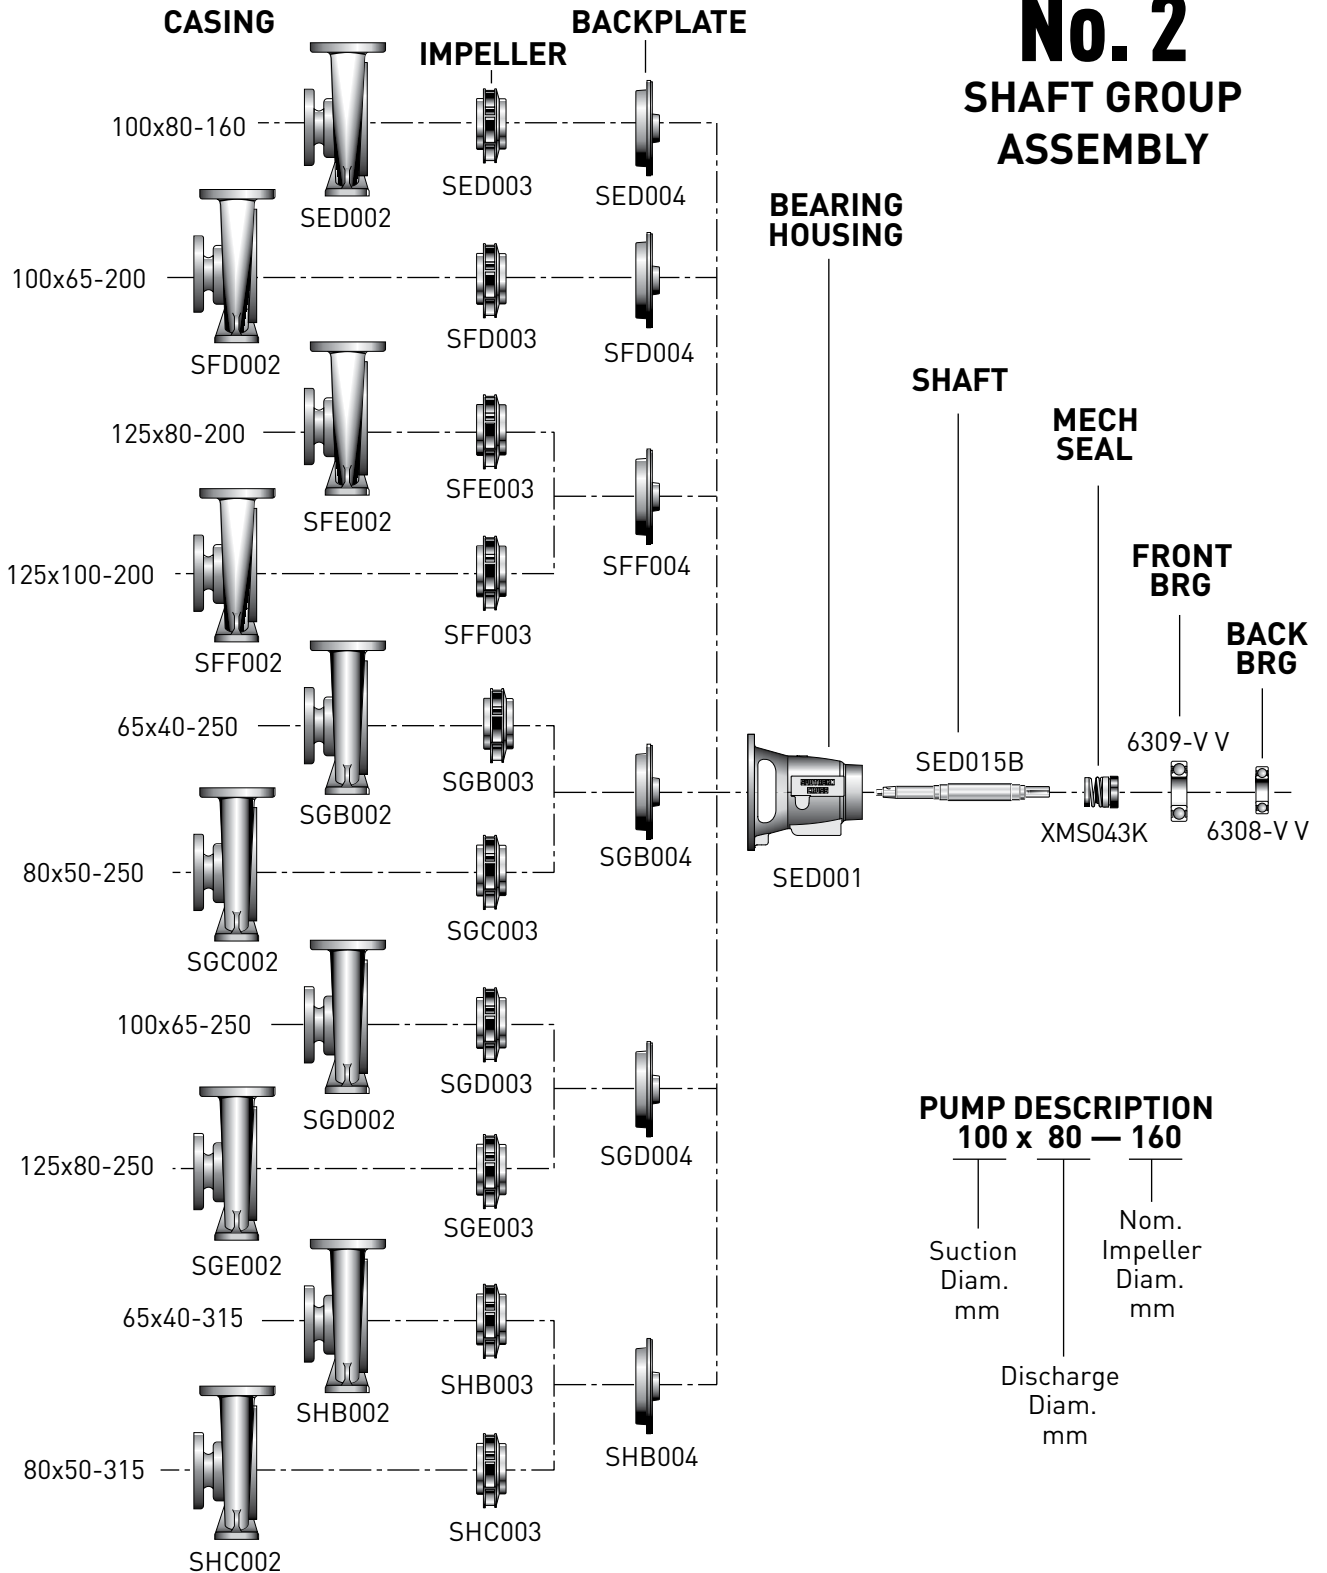 CASING
IMPELLER
BACKPLATE
No. 2
SHAFT GROUP
ASSEMBLY
100x80-160
SED002
SED003
SED004
BEARING
HOUSING
100x65-200
SFD002
SFD003
SFD004
SHAFT
MECH
SEAL
125x80-200
SFE002
SFE003
SFF004
125x100-200
SFF002
SFF003
FRONT
BRG
BACK
BRG
65x40-250
SGB002
SGB003
SGB004
SED001
SED015B
XMS043K
6309-V V
6308-V V
80x50-250
SGC002
SGC003
100x65-250
SGD002
SGD003
SGD004
125x80-250
SGE002
SGE003
PUMP DESCRIPTION
100 x 80 — 160
Suction
Diam.
mm
Discharge
Diam.
mm
Nom.
Impeller
Diam.
mm
65x40-315
SHB002
SHB003
SHB004
80x50-315
SHC002
SHC003